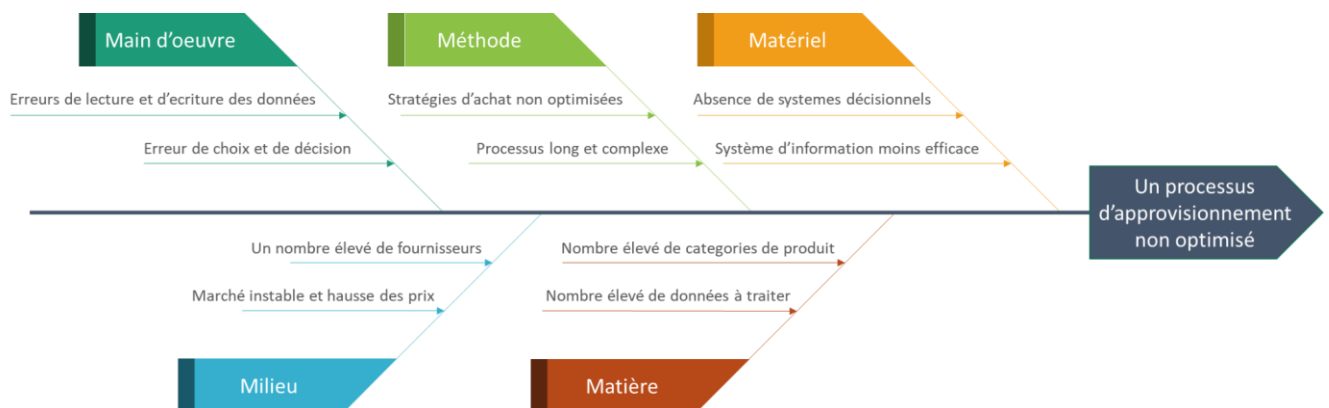 Main d'oeuvre
Méthode
Matériel
Erreurs de lecture et d'ecriture des données
Stratégies d'achat non optimisées
Absence de systemes décisionnels
Erreur de choix et de décision
Processus long et complexe
Système d'information moins efficace
Un processus
d'approvisionnement
non optimisé
Un nombre élevé de fournisseurs
Nombre élevé de categories de produit
Marché instable et hausse des prix
Nombre élevé de données à traiter
Milieu
Matière